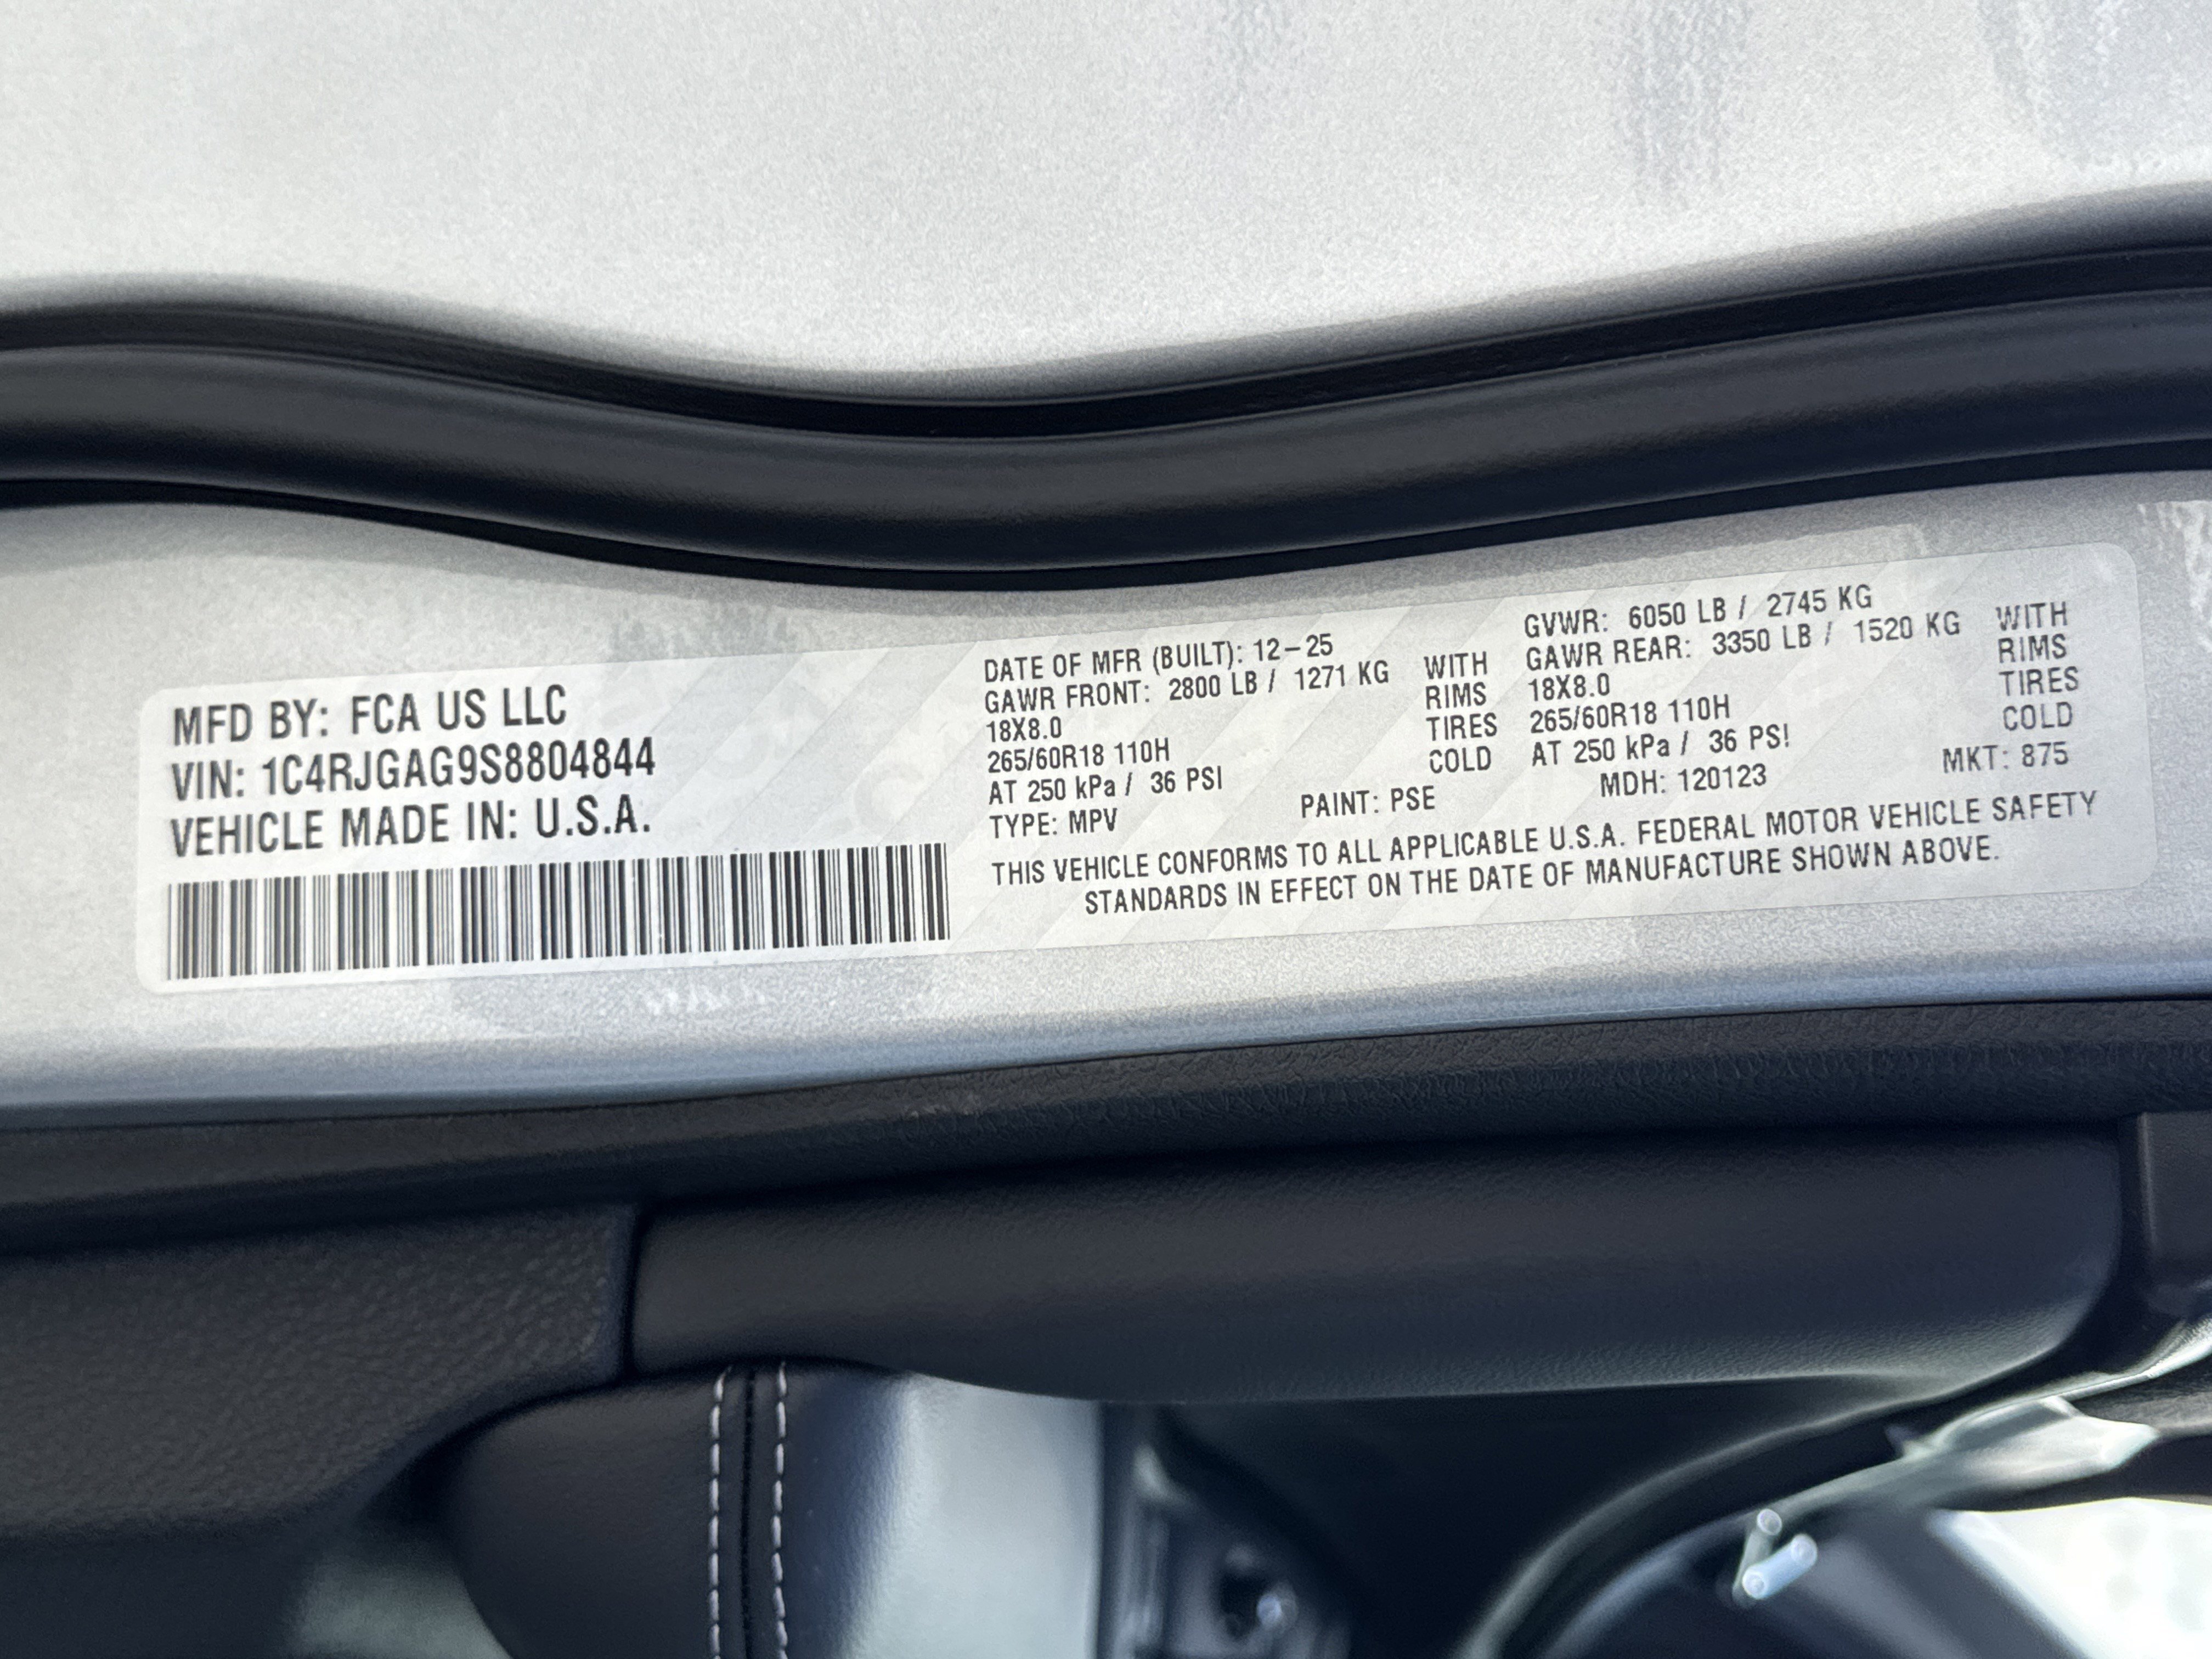 MFD BY: FCA US LLC
VIN: 1C4RJGAG9S8804844
VEHICLE MADE IN: U.S.A.
DATE OF MFR (BUILT): 12-25
GAWR FRONT: 2800 LB / 1271 KG WITH
18X8.0 RIMS
265/60R18 110H TIRES
AT 250 kPa / 36 PSI COLD
GVWR: 6050 LB / 2745 KG
GAWR REAR: 3350 LB / 1520 KG WITH
18X8.0 RIMS
265/60R18 110H TIRES
AT 250 kPa / 36 PSI COLD
TYPE: MPV PAINT: PSE MDH: 120123 MKT: 875
THIS VEHICLE CONFORMS TO ALL APPLICABLE U.S.A. FEDERAL MOTOR VEHICLE SAFETY
STANDARDS IN EFFECT ON THE DATE OF MANUFACTURE SHOWN ABOVE.